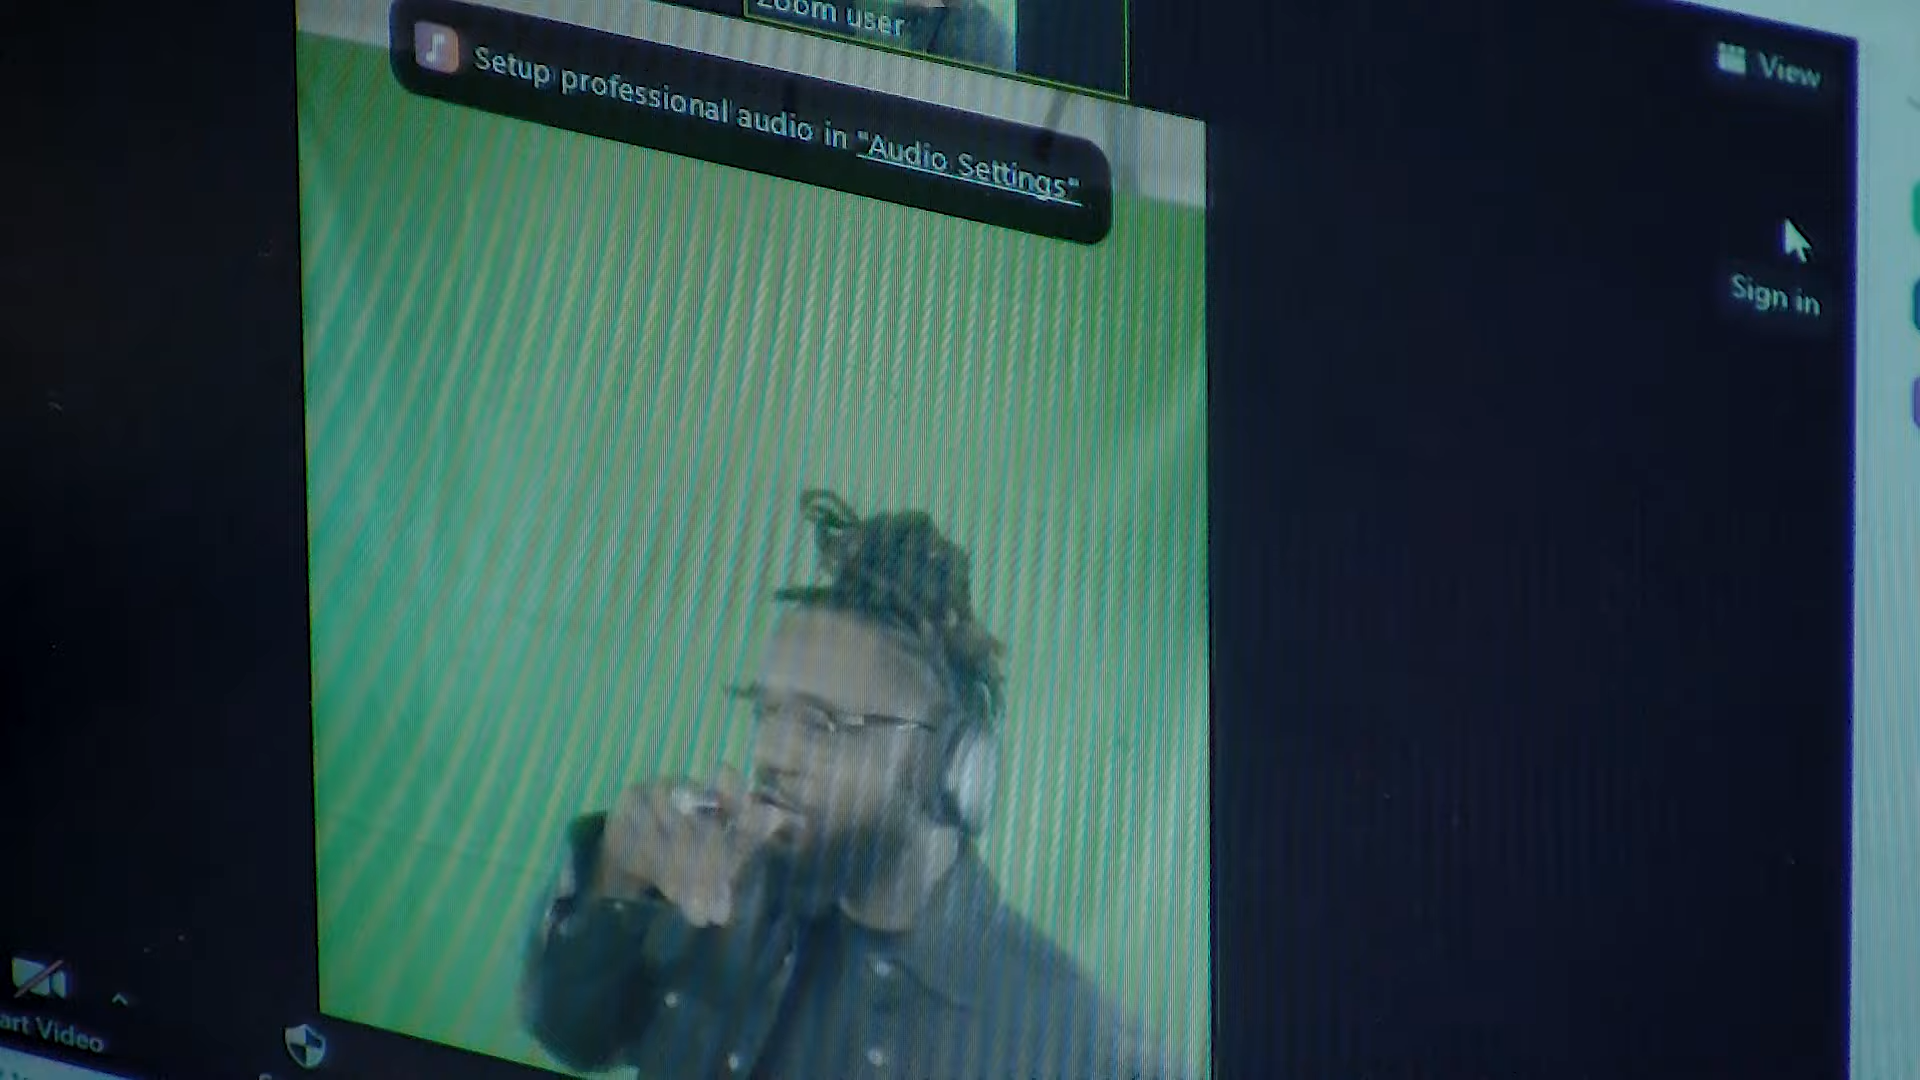 Zoom user
View
Setup professional audio in "Audio Settings"
Sign in
art Video